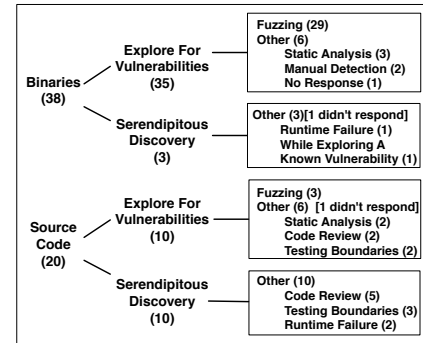 Binaries
(38)
Explore For
Vulnerabilities
(35)
Fuzzing (29)
Other (6)
Static Analysis (3)
Manual Detection (2)
No Response (1)
Serendipitous
Discovery
(3)
Other (3)[1 didn't respond]
Runtime Failure (1)
While Exploring A
Known Vulnerability (1)
Source
Code
(20)
Explore For
Vulnerabilities
(10)
Fuzzing (3)
Other (6) [1 didn't respond]
Static Analysis (2)
Code Review (2)
Testing Boundaries (2)
Serendipitous
Discovery
(10)
Other (10)
Code Review (5)
Testing Boundaries (3)
Runtime Failure (2)